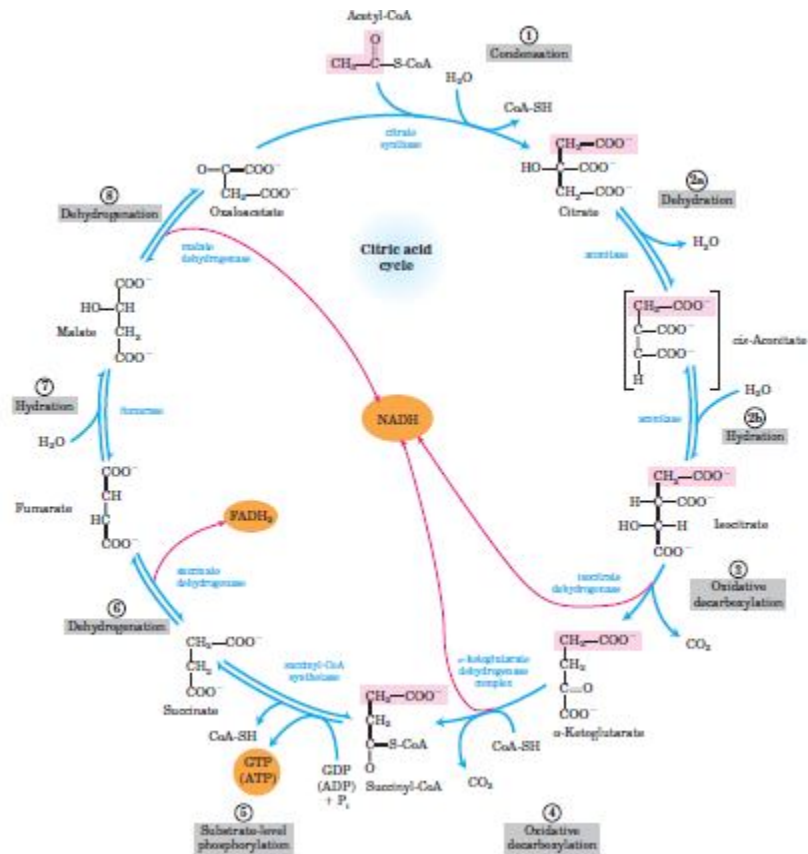 Acetyl-CoA
O
CH₃—C—S-CoA
①
Condensation
H₂O
CoA-SH
citrate
synthase
CH₂—COO⁻
HO—C—COO⁻
CH₂—COO⁻
Citrate
②a
Dehydration
H₂O
aconitase
CH₂—COO⁻
C—COO⁻
C—COO⁻
H
cis-Aconitate
aconitase
H₂O
②b
Hydration
CH₂—COO⁻
H—C—COO⁻
HO—C—H
COO⁻
Isocitrate
isocitrate
dehydrogenase
③
Oxidative
decarboxylation
CO₂
CH₂—COO⁻
CH₂
C=O
COO⁻
α-Ketoglutarate
α-ketoglutarate
dehydrogenase
complex
CoA-SH
CO₂
④
Oxidative
decarboxylation
CH₂—COO⁻
CH₂
C—S-CoA
O
Succinyl-CoA
succinyl-CoA
synthetase
GDP
(ADP)
+ Pᵢ
GTP
(ATP)
CoA-SH
⑤
Substrate-level
phosphorylation
CH₂—COO⁻
CH₂
COO⁻
Succinate
⑥
Dehydrogenation
succinate
dehydrogenase
FADH₂
COO⁻
CH
HC
COO⁻
Fumarate
⑦
Hydration
H₂O
fumarase
COO⁻
HO—CH
CH₂
COO⁻
Malate
⑧
Dehydrogenation
malate
dehydrogenase
O=C—COO⁻
CH₂—COO⁻
Oxaloacetate
Citric acid
cycle
NADH